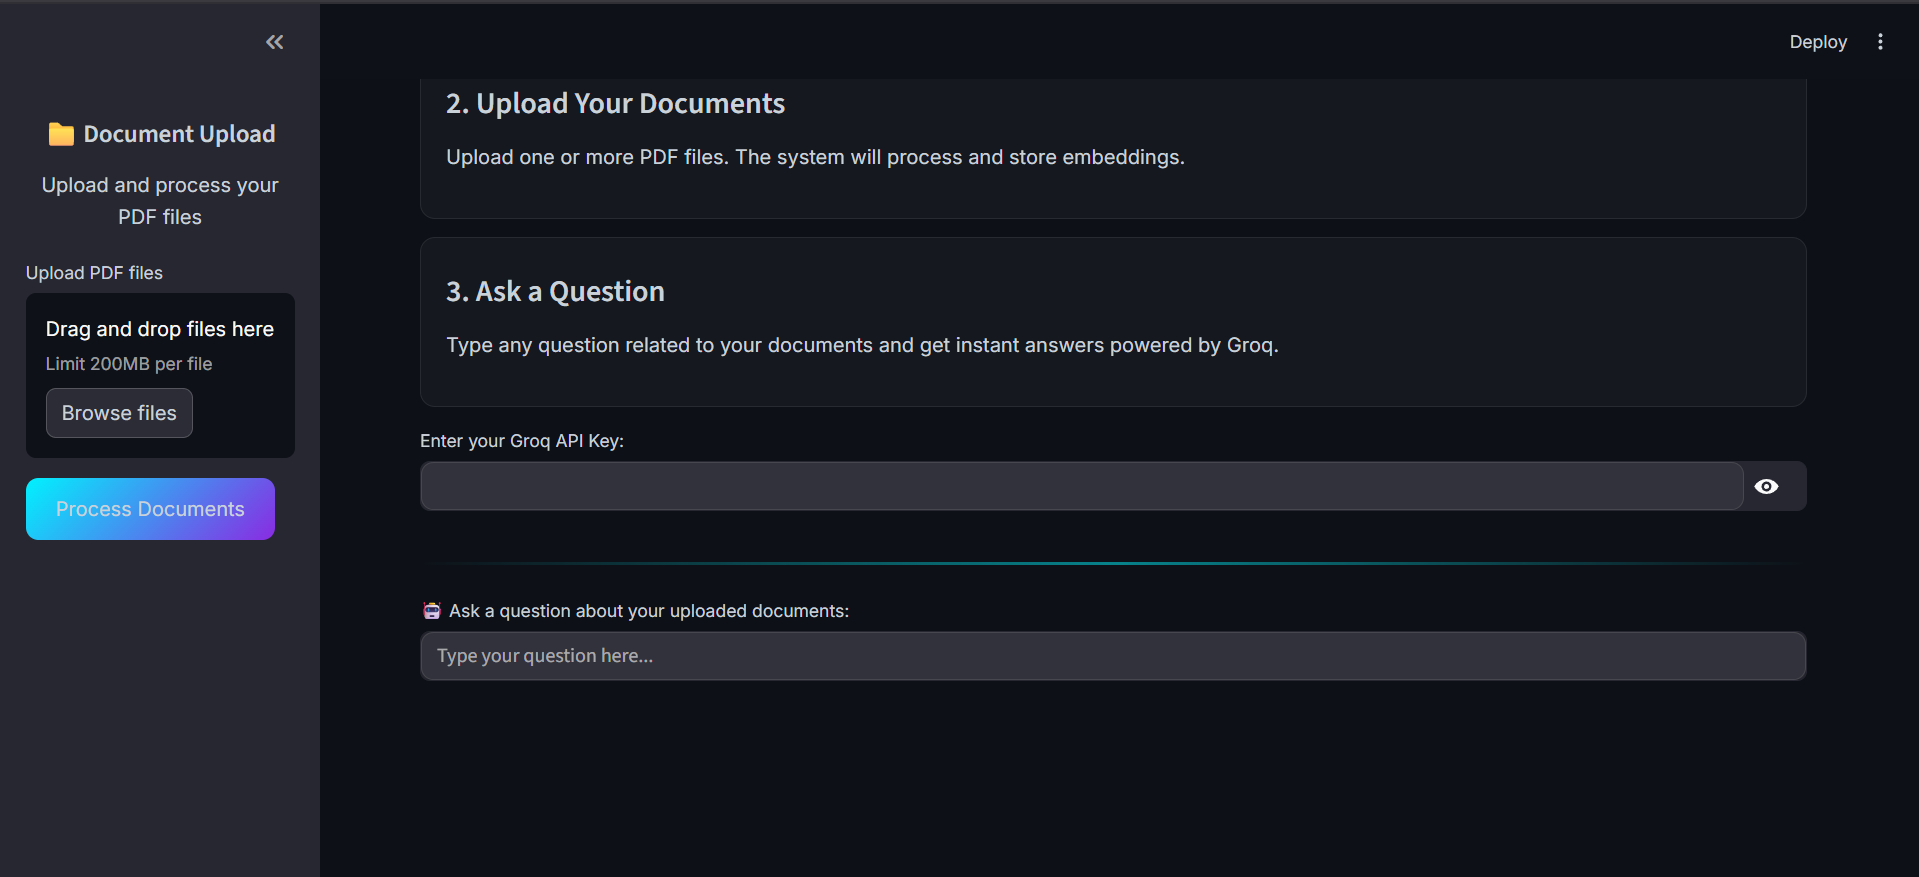 Deploy
📁 Document Upload
Upload and process your
PDF files
Upload PDF files
Drag and drop files here
Limit 200MB per file
Browse files
Process Documents
2. Upload Your Documents
Upload one or more PDF files. The system will process and store embeddings.
3. Ask a Question
Type any question related to your documents and get instant answers powered by Groq.
Enter your Groq API Key:
🤖 Ask a question about your uploaded documents:
Type your question here...